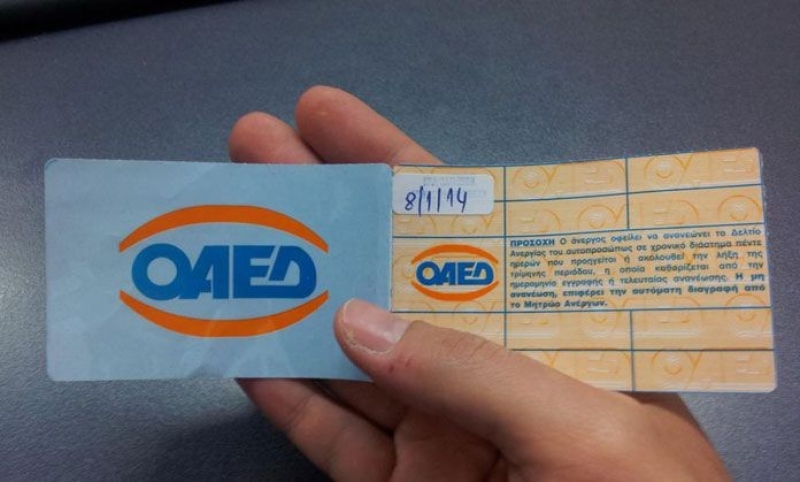 ΟΑΕΔ
8/1/14
ΟΑΕΔ
ΠΡΟΣΟΧΗ Ο άνεργος οφείλει να ανανεώνει το Δελτίο
Ανεργίας του αυτοπροσώπως σε χρονικό διάστημα πέντε
ημερών που προηγείται ή ακολουθεί την λήξη της
τρίμηνης περιόδου, η οποία καθορίζεται από την
ημερομηνία εγγραφής ή τελευταίας ανανέωσης. Η μη
ανανέωση, επιφέρει την αυτόματη διαγραφή από
το Μητρώο Ανέργων.